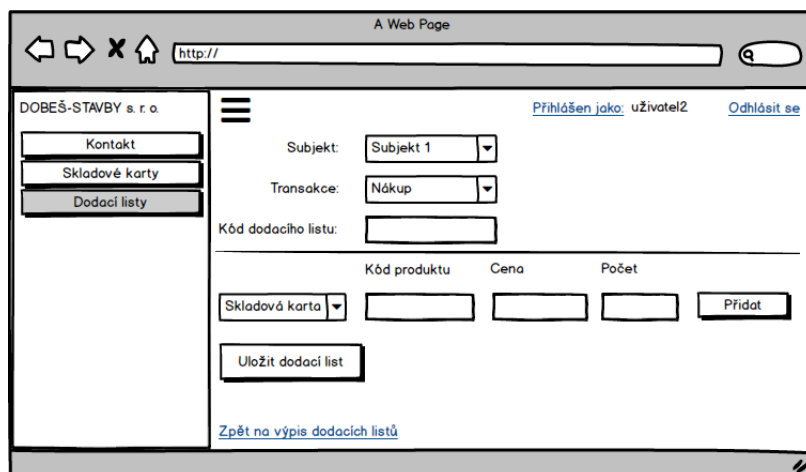 A Web Page
http://
DOBEŠ-STAVBY s. r. o.
Přihlášen jako: uživatel2 Odhlásit se
Kontakt
Skladové karty
Dodací listy
Subjekt: Subjekt 1
Transakce: Nákup
Kód dodacího listu:
Kód produktu Cena Počet
Skladová karta Přidat
Uložit dodací list
Zpět na výpis dodacích listů